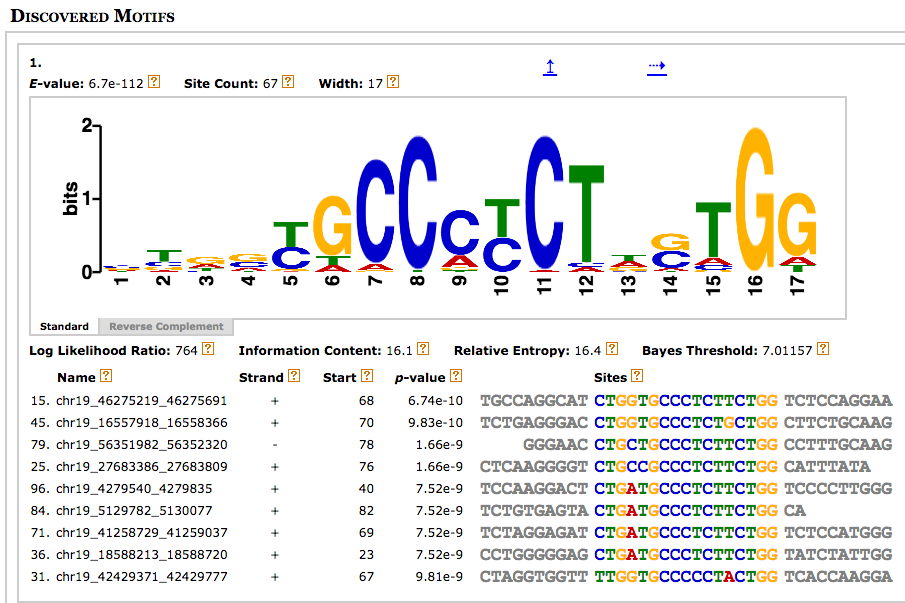 DISCOVERED MOTIFS
1.
E-value: 6.7e-112 ? Site Count: 67 ? Width: 17 ?
2
bits
1
0
1 2 3 4 5 6 7 8 9 10 11 12 13 14 15 16 17
TGCCCTCT TGG
Standard Reverse Complement
Log Likelihood Ratio: 764 ? Information Content: 16.1 ? Relative Entropy: 16.4 ? Bayes Threshold: 7.01157 ?
Name ? Strand ? Start ? p-value ? Sites ?
15. chr19_46275219_46275691 + 68 6.74e-10 TGCCAGGCAT CTGGTGCCCTCTTCTGG TCTCCAGGAA
45. chr19_16557918_16558366 + 70 9.83e-10 TCTGAGGGAC CTGGTGCCCTCTGCTGG CTTCTGCAAG
79. chr19_56351982_56352320 - 78 1.66e-9 GGGAAC CTGCTGCCCTCTTCTGG CCTTTGCAAG
25. chr19_27683386_27683809 + 76 1.66e-9 CTCAAGGGGT CTGCCGCCCTCTTCTGG CATTTATA
96. chr19_4279540_4279835 + 40 7.52e-9 TCCAAGGACT CTGATGCCCTCTTCTGG TCCCCTTGGG
84. chr19_5129782_5130077 + 82 7.52e-9 TCTGTGAGTA CTGATGCCCTCTTCTGG CA
71. chr19_41258729_41259037 + 69 7.52e-9 TCTAGGAGAT CTGATGCCCTCTTCTGG TCTCCATGGG
36. chr19_18588213_18588720 + 23 7.52e-9 CCTGGGGGAG CTGATGCCCTCTTCTGG TATCTATTGG
31. chr19_42429371_42429777 + 67 9.81e-9 CTAGGTGGTT TTGGTGCCCCCTACTGG TCACCAAGGA